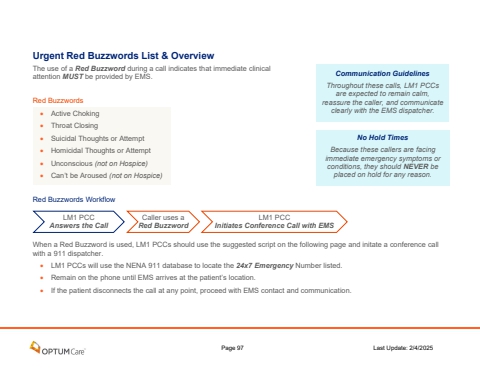 Urgent Red Buzzwords List & Overview
The use of a Red Buzzword during a call indicates that immediate clinical
attention MUST be provided by EMS.
Communication Guidelines
Throughout these calls, LM1 PCCs
are expected to remain calm,
reassure the caller, and communicate
clearly with the EMS dispatcher.
Red Buzzwords
• Active Choking
• Throat Closing
• Suicidal Thoughts or Attempt
• Homicidal Thoughts or Attempt
• Unconscious (not on Hospice)
• Can't be Aroused (not on Hospice)
No Hold Times
Because these callers are facing
immediate emergency symptoms or
conditions, they should NEVER be
placed on hold for any reason.
Red Buzzwords Workflow
LM1 PCC
Answers the Call
Caller uses a
Red Buzzword
LM1 PCC
Initiates Conference Call with EMS
When a Red Buzzword is used, LM1 PCCs should use the suggested script on the following page and initate a conference call
with a 911 dispatcher.
• LM1 PCCs will use the NENA 911 database to locate the 24x7 Emergency Number listed.
• Remain on the phone until EMS arrives at the patient's location.
• If the patient disconnects the call at any point, proceed with EMS contact and communication.
OPTUMCare
Page 97
Last Update: 2/4/2025